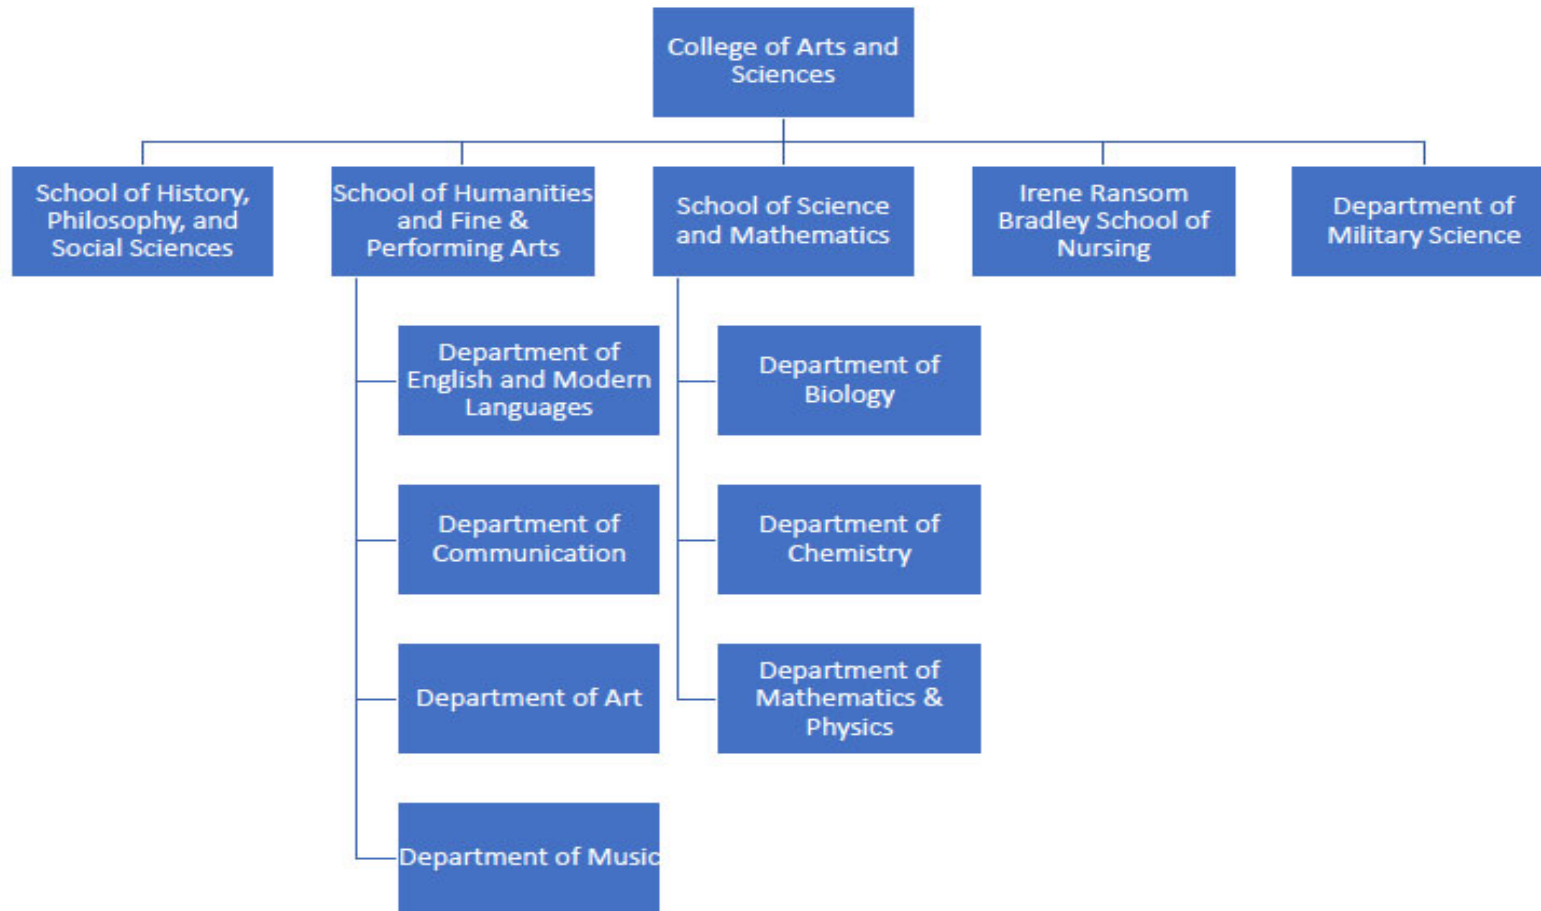 College of Arts and
Sciences
School of History,
Philosophy, and
Social Sciences
School of Humanities
and Fine &
Performing Arts
School of Science
and Mathematics
Irene Ransom
Bradley School of
Nursing
Department of
Military Science
Department of
English and Modern
Languages
Department of
Communication
Department of Art
Department of Music
Department of
Biology
Department of
Chemistry
Department of
Mathematics &
Physics